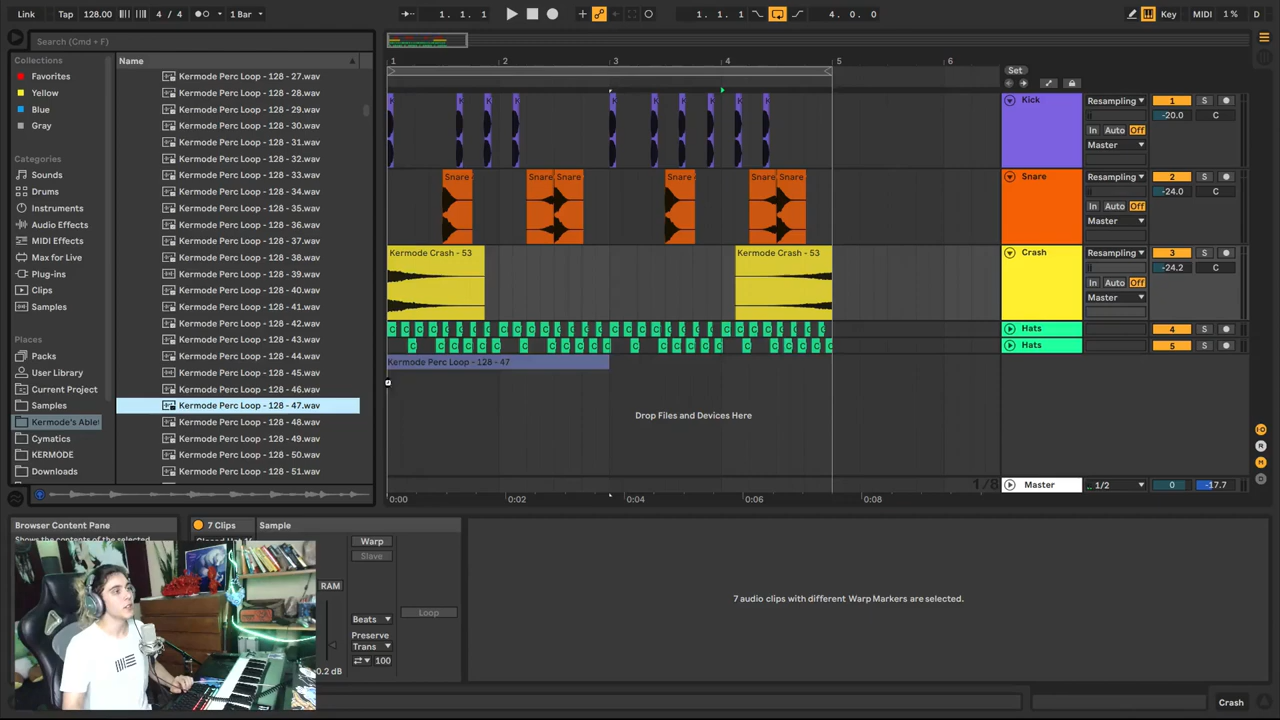 Link Tap 128.00 4 / 4 1 Bar 1. 1. 1 1. 1. 1 4. 0. 0 Key MIDI 1 % D
Search (Cmd + F)
Collections
Favorites
Yellow
Blue
Gray
Categories
Sounds
Drums
Instruments
Audio Effects
MIDI Effects
Max for Live
Plug-ins
Clips
Samples
Places
Packs
User Library
Current Project
Samples
Kermode's Ablet
Cymatics
KERMODE
Downloads
Name
Kermode Perc Loop - 128 - 27.wav
Kermode Perc Loop - 128 - 28.wav
Kermode Perc Loop - 128 - 29.wav
Kermode Perc Loop - 128 - 30.wav
Kermode Perc Loop - 128 - 31.wav
Kermode Perc Loop - 128 - 32.wav
Kermode Perc Loop - 128 - 33.wav
Kermode Perc Loop - 128 - 34.wav
Kermode Perc Loop - 128 - 35.wav
Kermode Perc Loop - 128 - 36.wav
Kermode Perc Loop - 128 - 37.wav
Kermode Perc Loop - 128 - 38.wav
Kermode Perc Loop - 128 - 39.wav
Kermode Perc Loop - 128 - 40.wav
Kermode Perc Loop - 128 - 41.wav
Kermode Perc Loop - 128 - 42.wav
Kermode Perc Loop - 128 - 43.wav
Kermode Perc Loop - 128 - 44.wav
Kermode Perc Loop - 128 - 45.wav
Kermode Perc Loop - 128 - 46.wav
Kermode Perc Loop - 128 - 47.wav
Kermode Perc Loop - 128 - 48.wav
Kermode Perc Loop - 128 - 49.wav
Kermode Perc Loop - 128 - 50.wav
Kermode Perc Loop - 128 - 51.wav
1 2 3 4 5 6
Set
Kick Resampling 1 S
-20.0 C
In Auto Off
Master
Snare Snare Snare Snare Snare Snare
Snare Resampling 2 S
-24.0 C
In Auto Off
Master
Kermode Crash - 53 Kermode Crash - 53
Crash Resampling 3 S
-24.2 C
In Auto Off
Master
Hats 4 S
Hats 5 S
Kermode Perc Loop - 128 - 47
Drop Files and Devices Here
1/8 Master 1/2 0 -17.7
0:00 0:02 0:04 0:06 0:08
Browser Content Pane
7 Clips Sample
Warp
Slave
RAM
Loop
Beats
Preserve
Trans
100
0.2 dB
7 audio clips with different Warp Markers are selected.
Crash